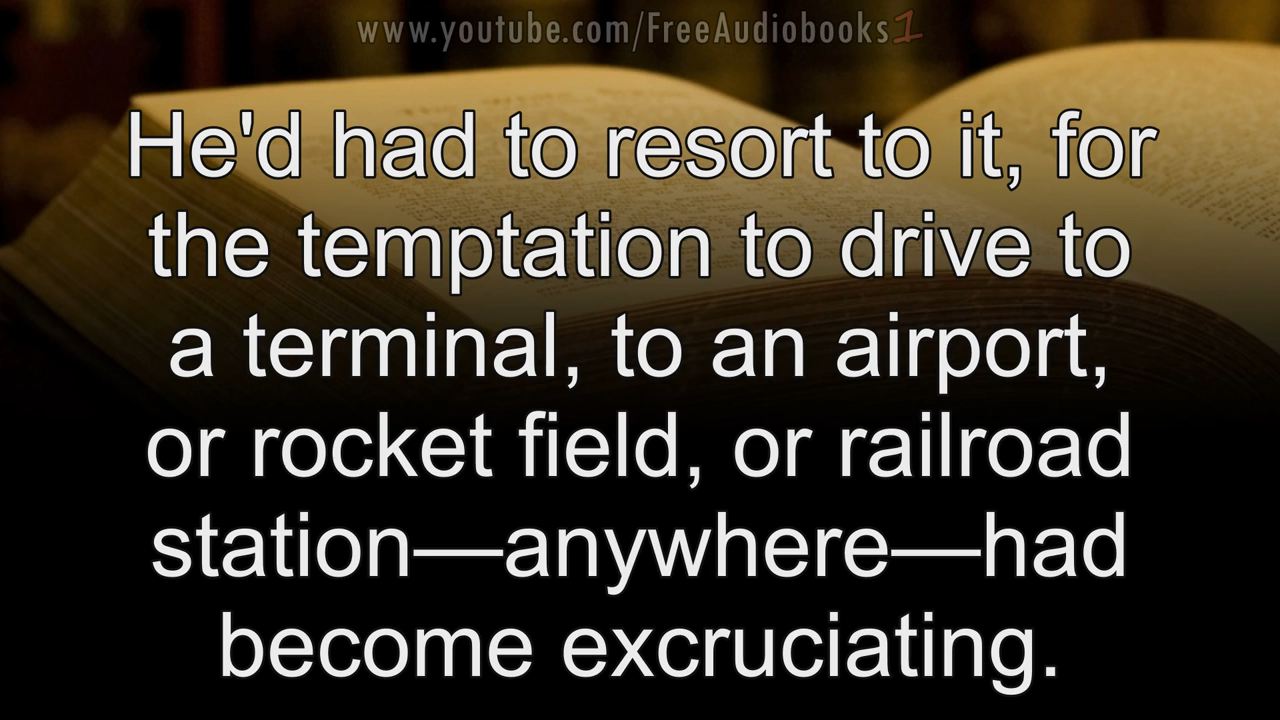 www.youtube.com/FreeAudiobooks1
He'd had to resort to it, for
the temptation to drive to
a terminal, to an airport,
or rocket field, or railroad
station—anywhere—had
become excruciating.